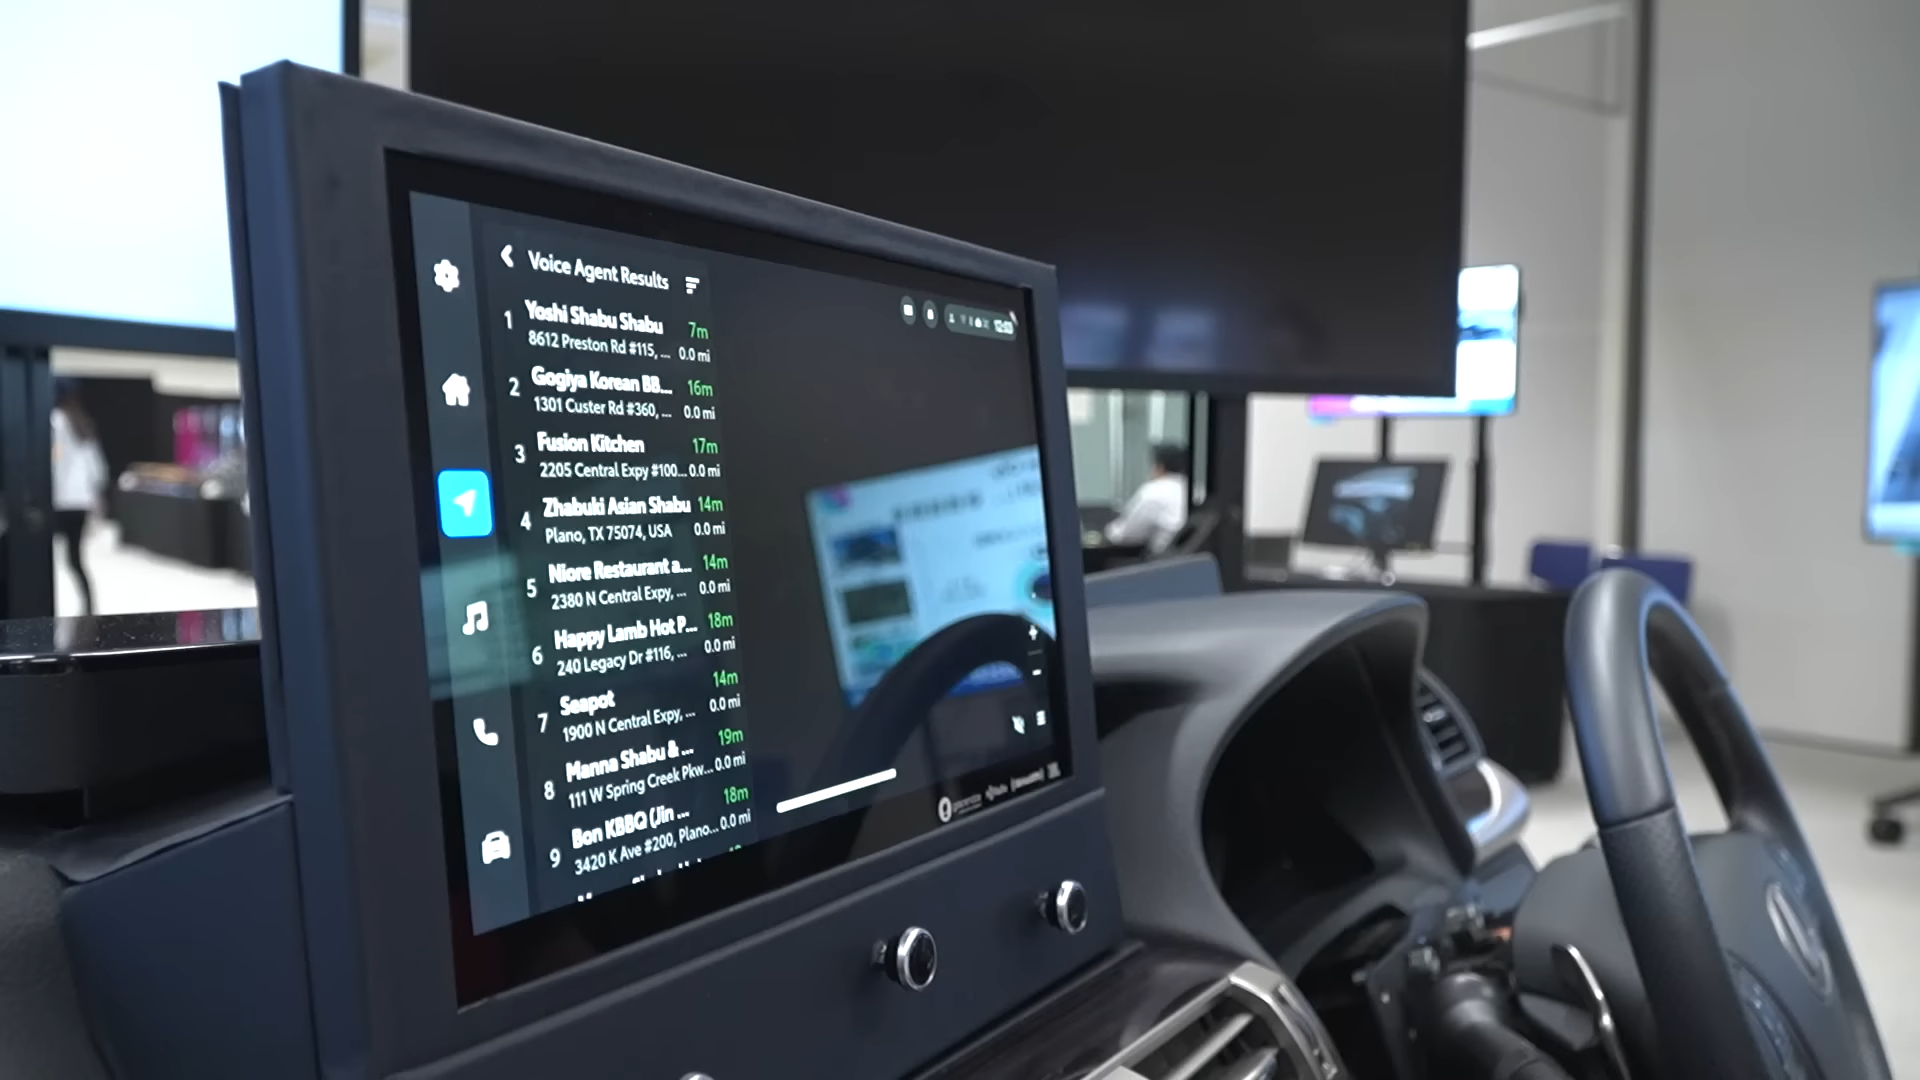 Voice Agent Results
1 Yoshi Shabu Shabu 7m
8612 Preston Rd #115, ... 0.0 mi
2 Gogiya Korean BB... 16m
1301 Custer Rd #360, ... 0.0 mi
3 Fusion Kitchen 17m
2205 Central Expy #100... 0.0 mi
4 Zhabuki Asian Shabu 14m
Plano, TX 75074, USA 0.0 mi
5 Niore Restaurant a... 14m
2380 N Central Expy, ... 0.0 mi
6 Happy Lamb Hot P... 18m
240 Legacy Dr #116, ... 0.0 mi
7 Seapot 14m
1900 N Central Expy, ... 0.0 mi
8 Manna Shabu & ... 19m
111 W Spring Creek Pkw... 0.0 mi
9 Bon KBBQ (Jin ... 18m
3420 K Ave #200, Plano... 0.0 mi